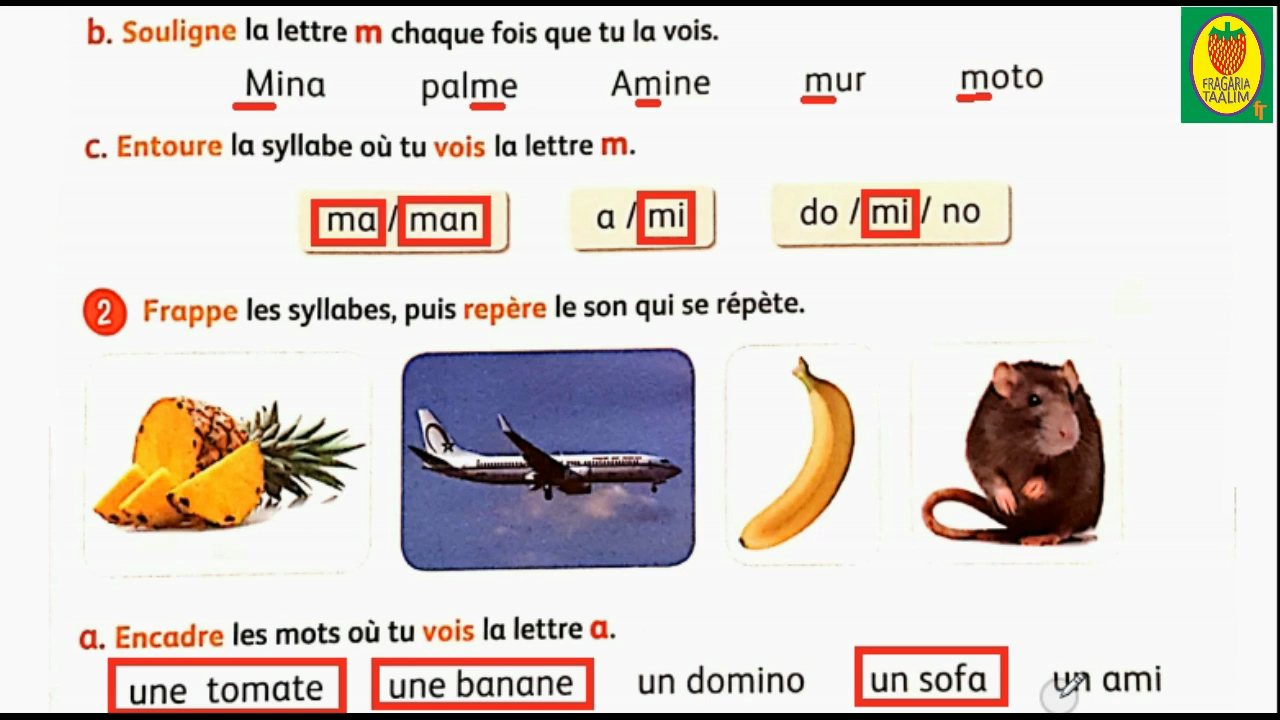 b. Souligne la lettre m chaque fois que tu la vois.
Mina palme Amine mur moto
c. Entoure la syllabe où tu vois la lettre m.
ma / man a / mi do / mi / no
2 Frappe les syllabes, puis repère le son qui se répète.
a. Encadre les mots où tu vois la lettre a.
une tomate une banane un domino un sofa un ami
FRAGARIA
TAALIM
fT